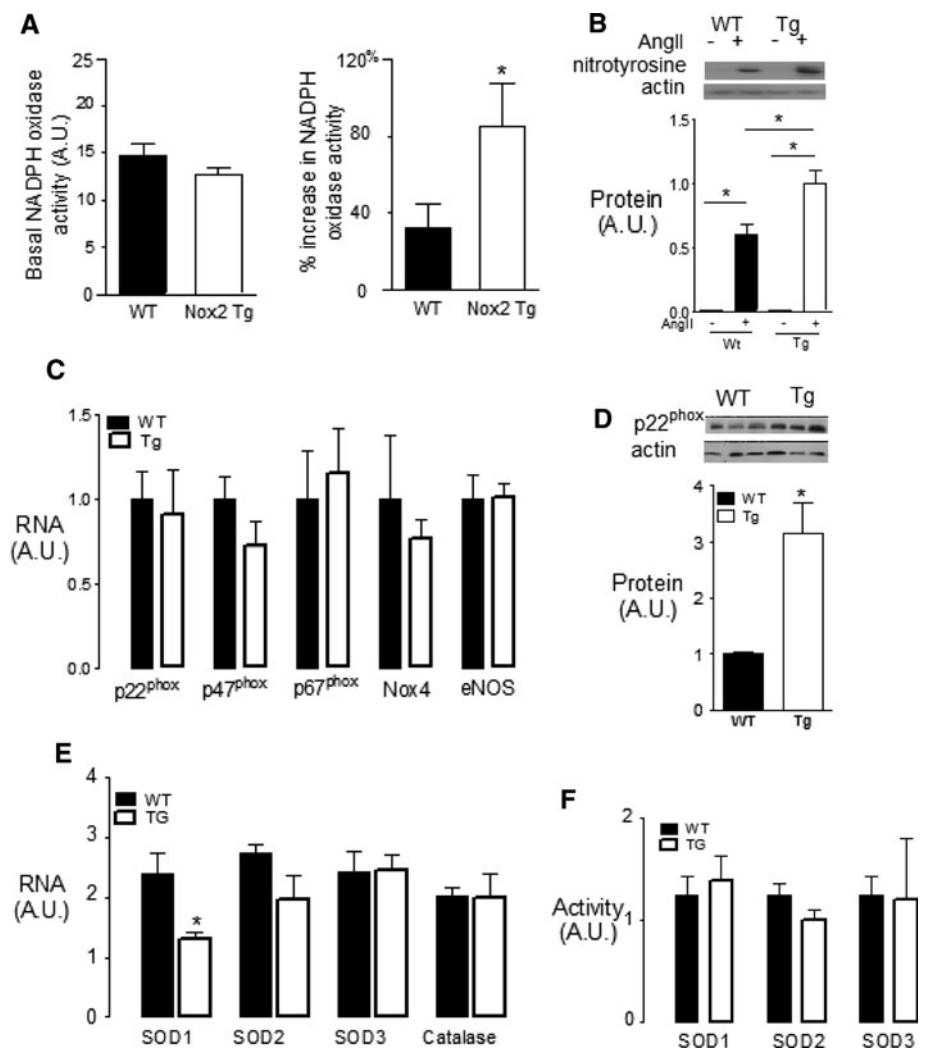 A
Basal NADPH oxidase
activity (A.U.)
25
20
15
10
5
0
WT Nox2 Tg
% increase in NADPH
oxidase activity
120%
80
40
0
*
WT Nox2 Tg
B
WT Tg
AngII - + - +
nitrotyrosine
actin
Protein
(A.U.)
1.5
1.0
0.5
0.0
*
* *
AngII - + - +
Wt Tg
C
WT
Tg
RNA
(A.U.)
1.5
1.0
0.5
0.0
p22phox p47phox p67phox Nox4 eNOS
D
WT Tg
p22phox
actin
WT
Tg
Protein
(A.U.)
4
3
2
1
0
*
WT Tg
E
WT
TG
RNA
(A.U.)
4
3
2
1
0
*
SOD1 SOD2 SOD3 Catalase
F
WT
TG
Activity
(A.U.)
2
1
0
SOD1 SOD2 SOD3